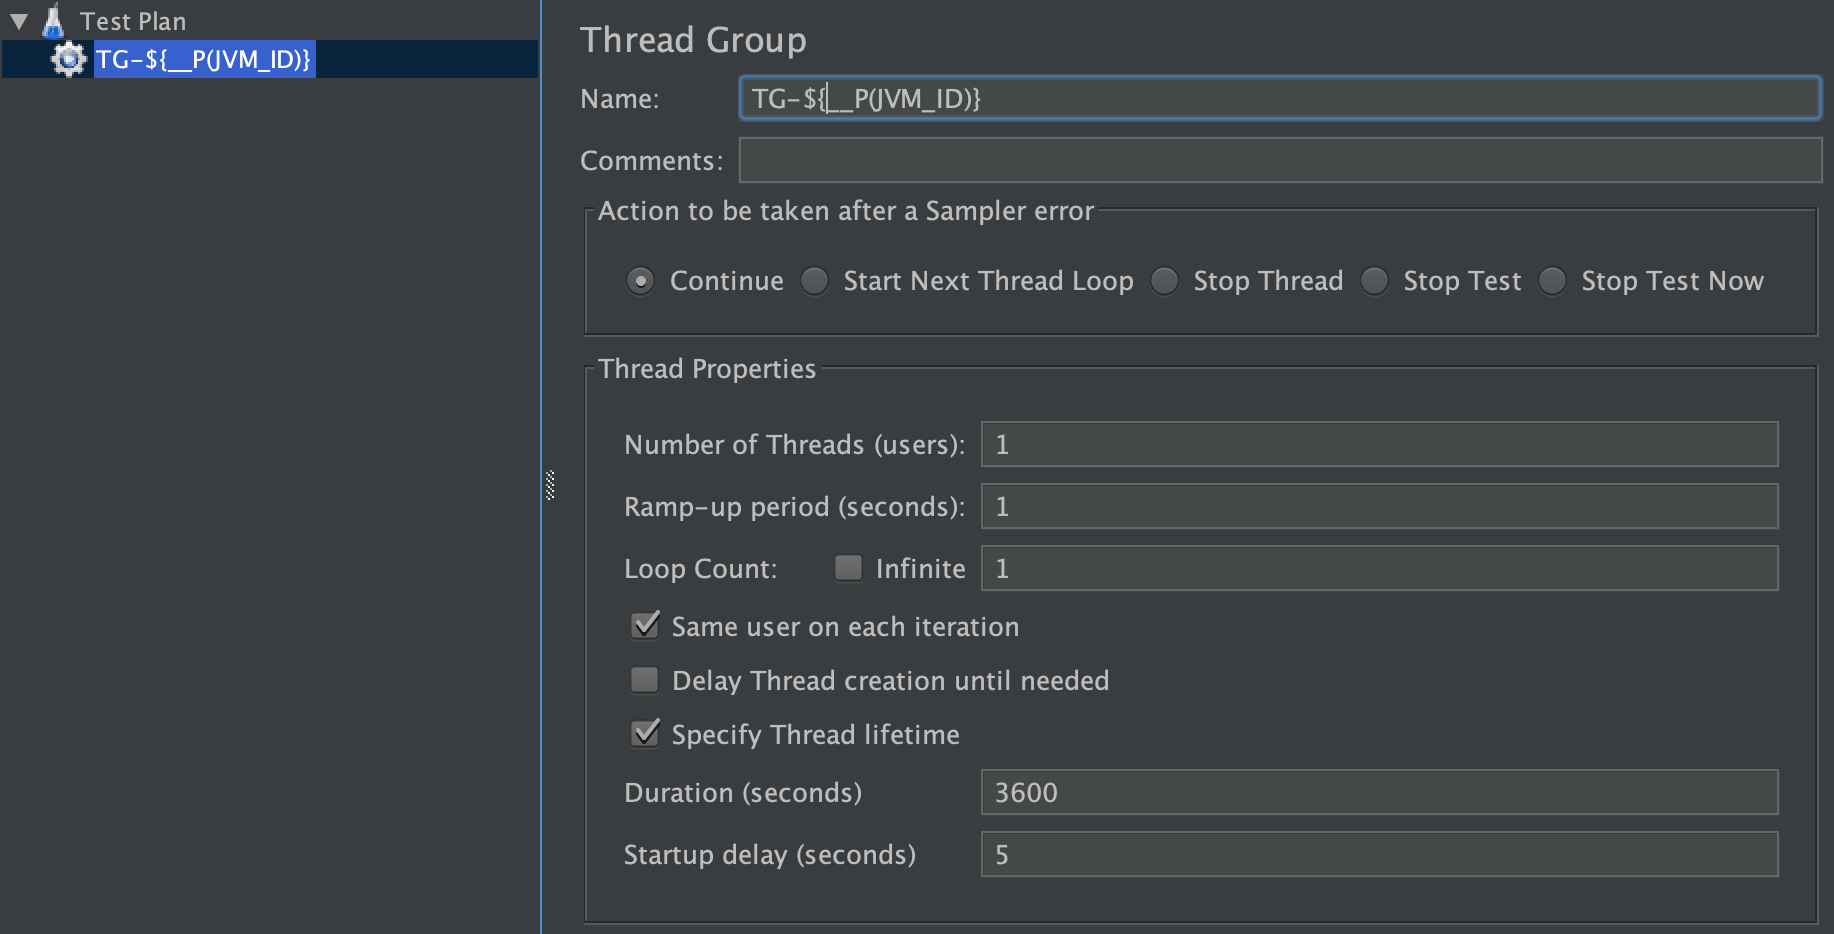 Test Plan
TG-${__P(JVM_ID)}
Thread Group
Name: TG-${__P(JVM_ID)}
Comments:
Action to be taken after a Sampler error
Continue Start Next Thread Loop Stop Thread Stop Test Stop Test Now
Thread Properties
Number of Threads (users): 1
Ramp-up period (seconds): 1
Loop Count: Infinite 1
Same user on each iteration
Delay Thread creation until needed
Specify Thread lifetime
Duration (seconds) 3600
Startup delay (seconds) 5